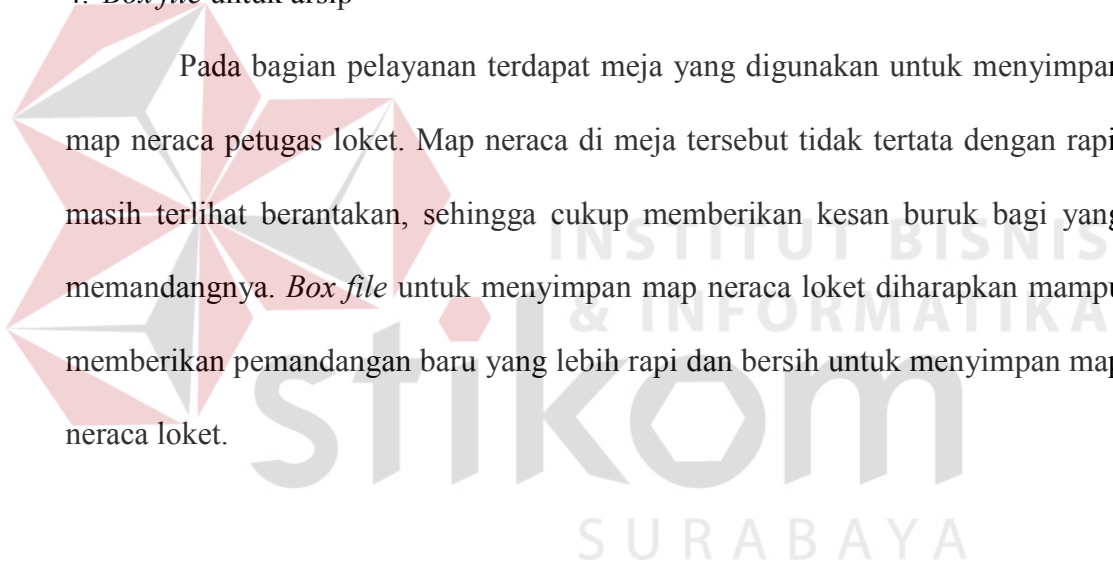 4. Box file untuk arsip
Pada bagian pelayanan terdapat meja yang digunakan untuk menyimpan
map neraca petugas loket. Map neraca di meja tersebut tidak tertata dengan rapi
masih terlihat berantakan, sehingga cukup memberikan kesan buruk bagi yang
memandangnya. Box file untuk menyimpan map neraca loket diharapkan mampu
memberikan pemandangan baru yang lebih rapi dan bersih untuk menyimpan map
neraca loket.
INSTITUT BISNIS
& INFORMATIKA
stikom
SURABAYA